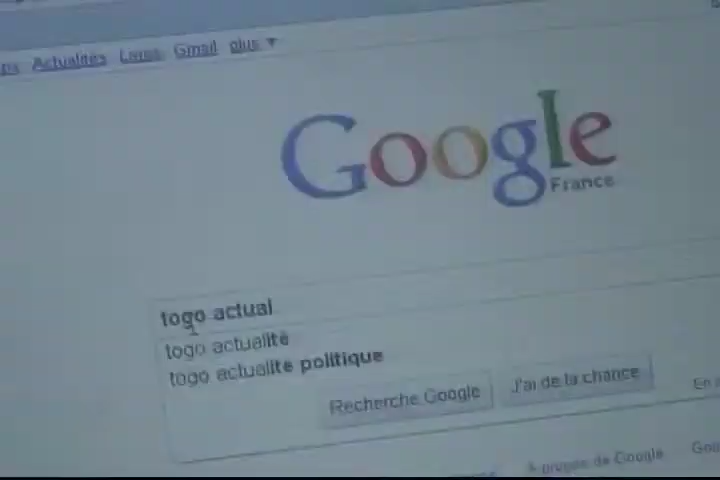 Actualités Livres Gmail plus ▼
Google
France
togo actual
togo actualité
togo actualite politique
Recherche Google J'ai de la chance
A propos de Google